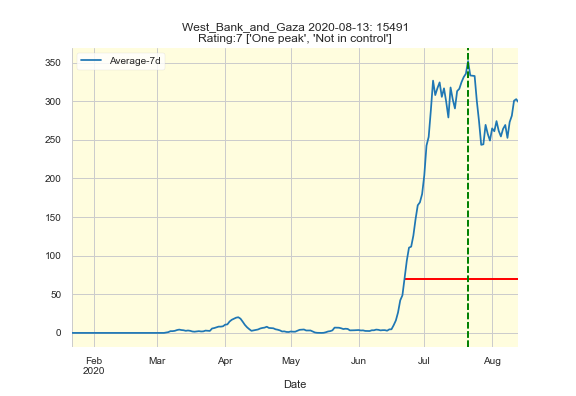 West_Bank_and_Gaza 2020-08-13: 15491
Rating:7 ['One peak', 'Not in control']
Average-7d
350
300
250
200
150
100
50
0
Feb
2020
Mar
Apr
May
Jun
Jul
Aug
Date